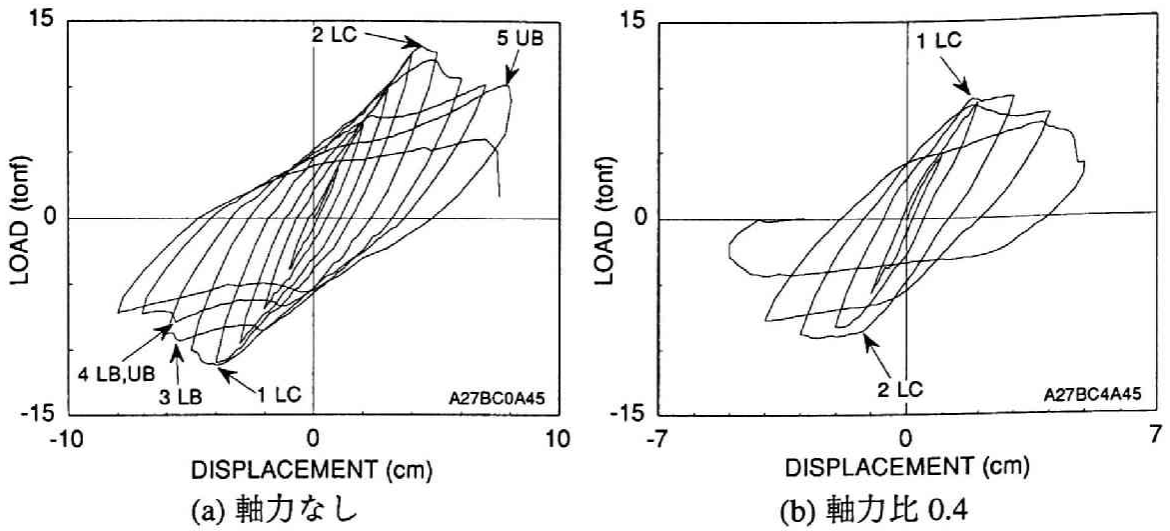 15
2 LC
5 UB
LOAD (tonf)
0
4 LB,UB
3 LB
1 LC
A27BC0A45
-15
-10
0
10
DISPLACEMENT (cm)
(a) 軸力なし
15
1 LC
LOAD (tonf)
0
2 LC
A27BC4A45
-15
-7
0
7
DISPLACEMENT (cm)
(b) 軸力比 0.4